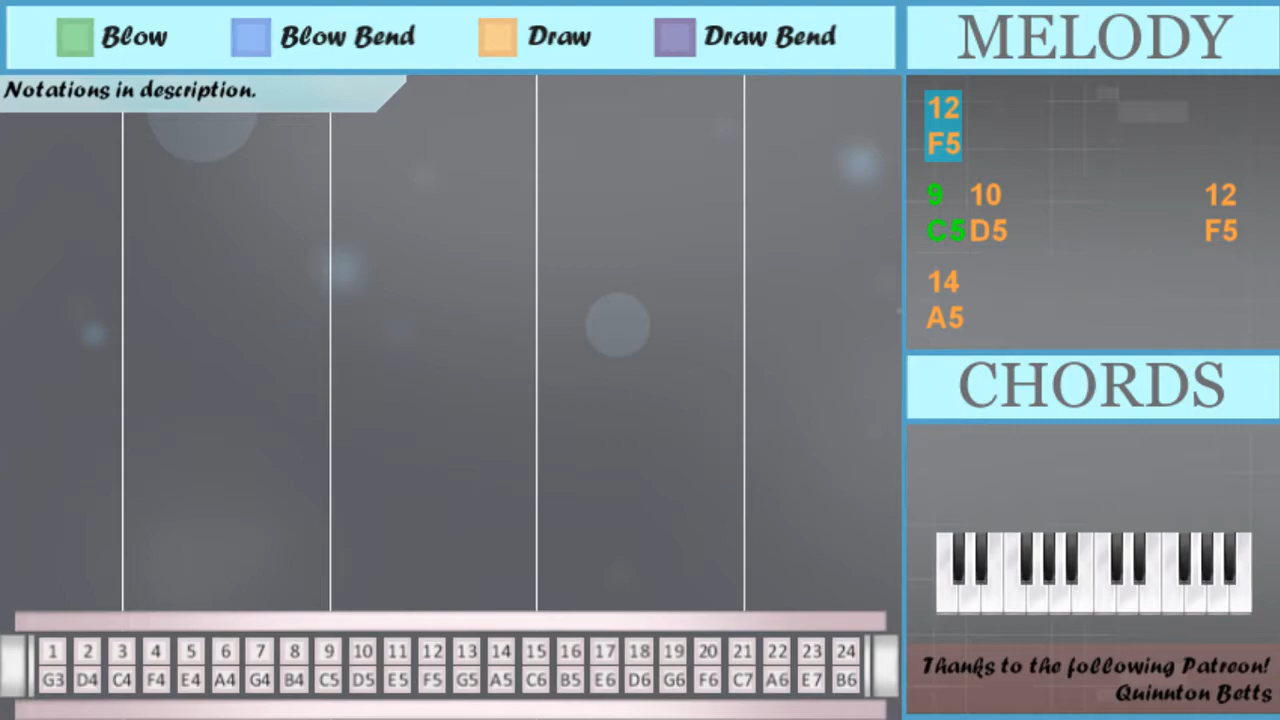 Blow Blow Bend Draw Draw Bend
Notations in description.
MELODY
12
F5
9 10 12
C5 D5 F5
14
A5
CHORDS
1 2 3 4 5 6 7 8 9 10 11 12 13 14 15 16 17 18 19 20 21 22 23 24
G3 D4 C4 F4 E4 A4 G4 B4 C5 D5 E5 F5 G5 A5 C6 B5 E6 D6 G6 F6 C7 A6 E7 B6
Thanks to the following Patreon!
Quinnton Betts